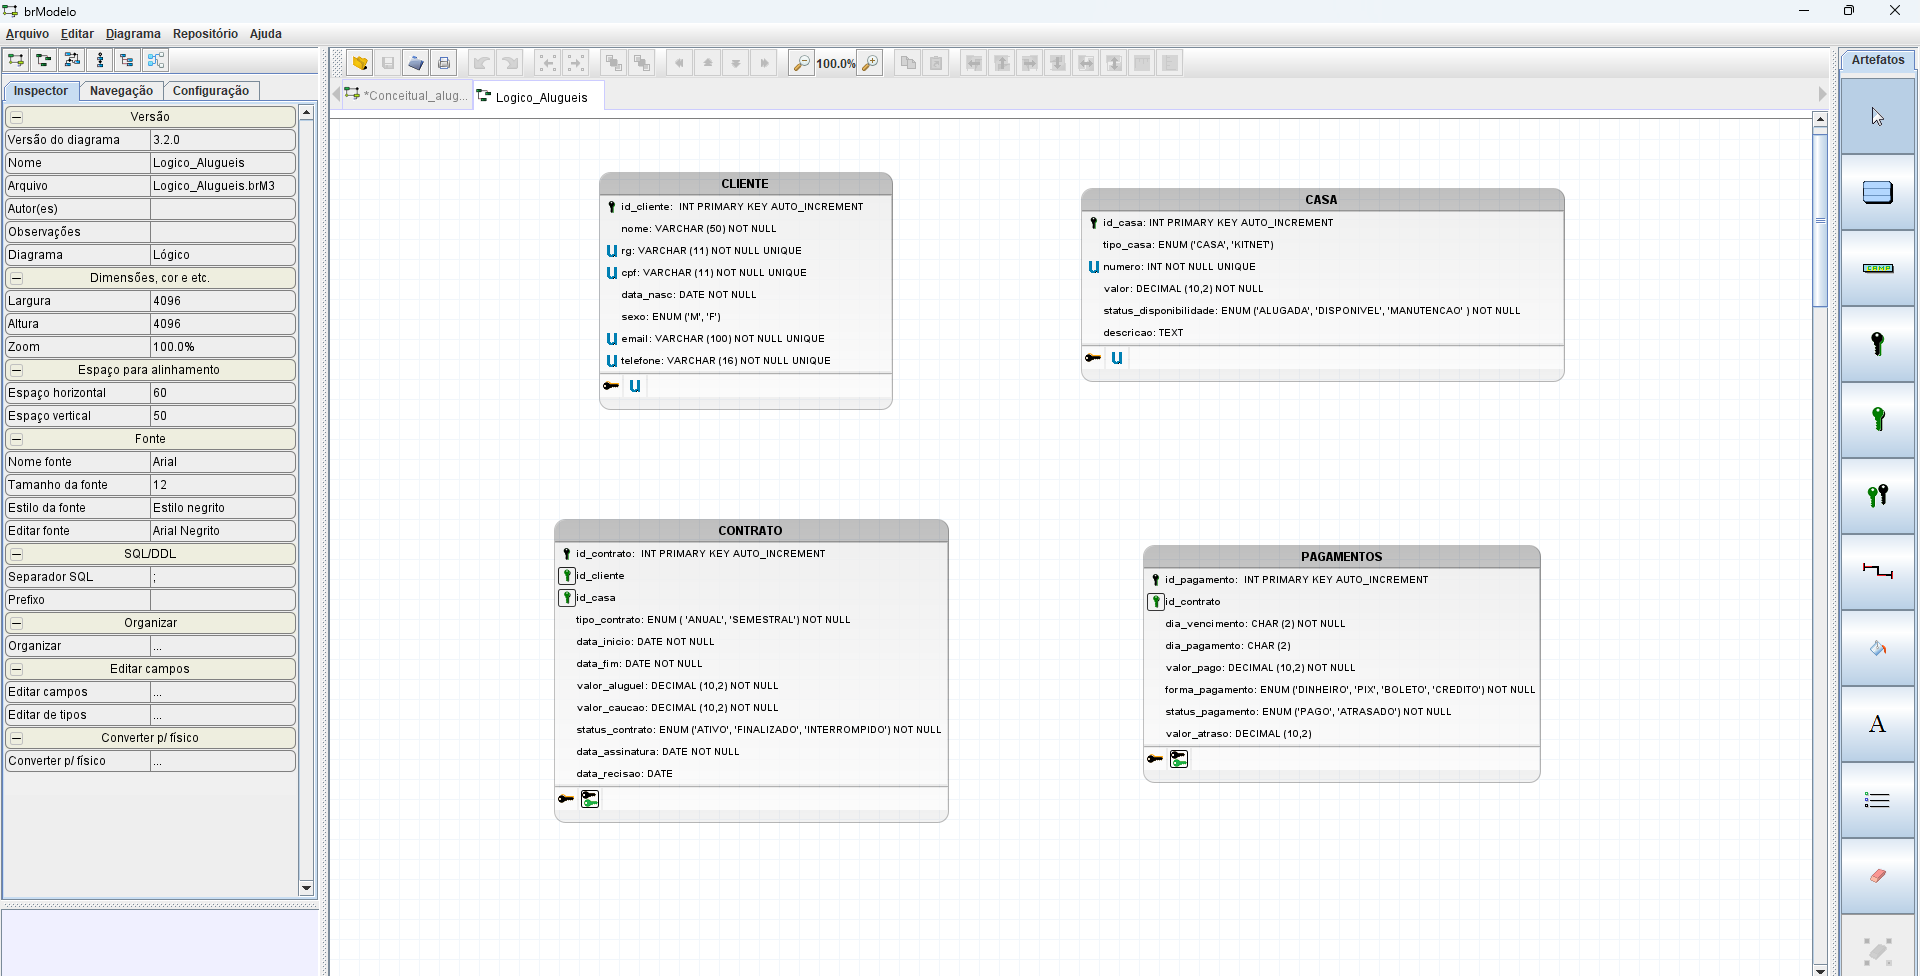 brModelo
Arquivo Editar Diagrama Repositório Ajuda
100.0%
Inspector Navegação Configuração
*Conceitual_alug... Logico_Alugueis
Artefatos
Versão
Versão do diagrama 3.2.0
Nome Logico_Alugueis
Arquivo Logico_Alugueis.brM3
Autor(es)
Observações
Diagrama Lógico
Dimensões, cor e etc.
Largura 4096
Altura 4096
Zoom 100.0%
Espaço para alinhamento
Espaço horizontal 60
Espaço vertical 50
Fonte
Nome fonte Arial
Tamanho da fonte 12
Estilo da fonte Estilo negrito
Editar fonte Arial Negrito
SQL/DDL
Separador SQL ;
Prefixo
Organizar
Organizar ...
Editar campos
Editar campos ...
Editar de tipos ...
Converter p/ físico
Converter p/ físico ...
CLIENTE
id_cliente: INT PRIMARY KEY AUTO_INCREMENT
nome: VARCHAR (50) NOT NULL
U rg: VARCHAR (11) NOT NULL UNIQUE
U cpf: VARCHAR (11) NOT NULL UNIQUE
data_nasc: DATE NOT NULL
sexo: ENUM ('M', 'F')
U email: VARCHAR (100) NOT NULL UNIQUE
U telefone: VARCHAR (16) NOT NULL UNIQUE
U
CASA
id_casa: INT PRIMARY KEY AUTO_INCREMENT
tipo_casa: ENUM ('CASA', 'KITNET')
U numero: INT NOT NULL UNIQUE
valor: DECIMAL (10,2) NOT NULL
status_disponibilidade: ENUM ('ALUGADA', 'DISPONIVEL', 'MANUTENCAO' ) NOT NULL
descricao: TEXT
U
CONTRATO
id_contrato: INT PRIMARY KEY AUTO_INCREMENT
id_cliente
id_casa
tipo_contrato: ENUM ( 'ANUAL', 'SEMESTRAL') NOT NULL
data_inicio: DATE NOT NULL
data_fim: DATE NOT NULL
valor_aluguel: DECIMAL (10,2) NOT NULL
valor_caucao: DECIMAL (10,2) NOT NULL
status_contrato: ENUM ('ATIVO', 'FINALIZADO', 'INTERROMPIDO') NOT NULL
data_assinatura: DATE NOT NULL
data_recisao: DATE
PAGAMENTOS
id_pagamento: INT PRIMARY KEY AUTO_INCREMENT
id_contrato
dia_vencimento: CHAR (2) NOT NULL
dia_pagamento: CHAR (2)
valor_pago: DECIMAL (10,2) NOT NULL
forma_pagamento: ENUM ('DINHEIRO', 'PIX', 'BOLETO', 'CREDITO') NOT NULL
status_pagamento: ENUM ('PAGO', 'ATRASADO') NOT NULL
valor_atraso: DECIMAL (10,2)
A